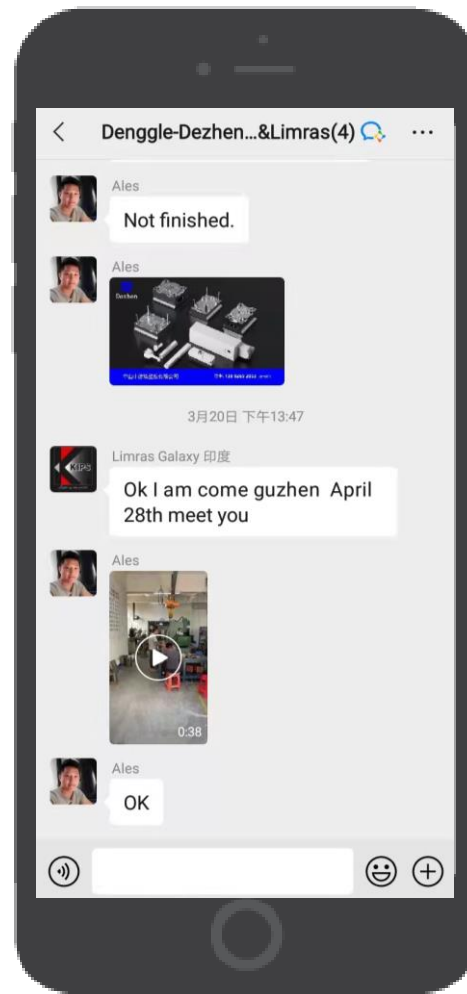 Denggle-Dezhen...&Limras(4)
Ales
Not finished.
Ales
Dezhen
3月20日 下午13:47
Limras Galaxy 印度
KIPS
Ok I am come guzhen April
28th meet you
Ales
0:38
Ales
OK